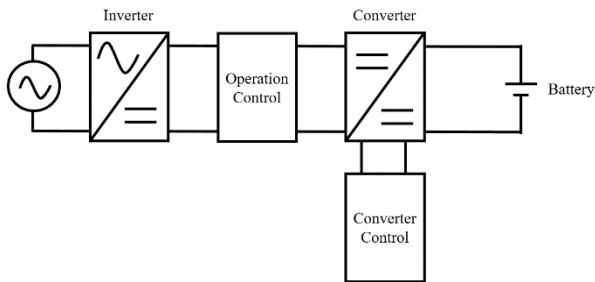 Inverter
Converter
Operation
Control
Battery
Converter
Control